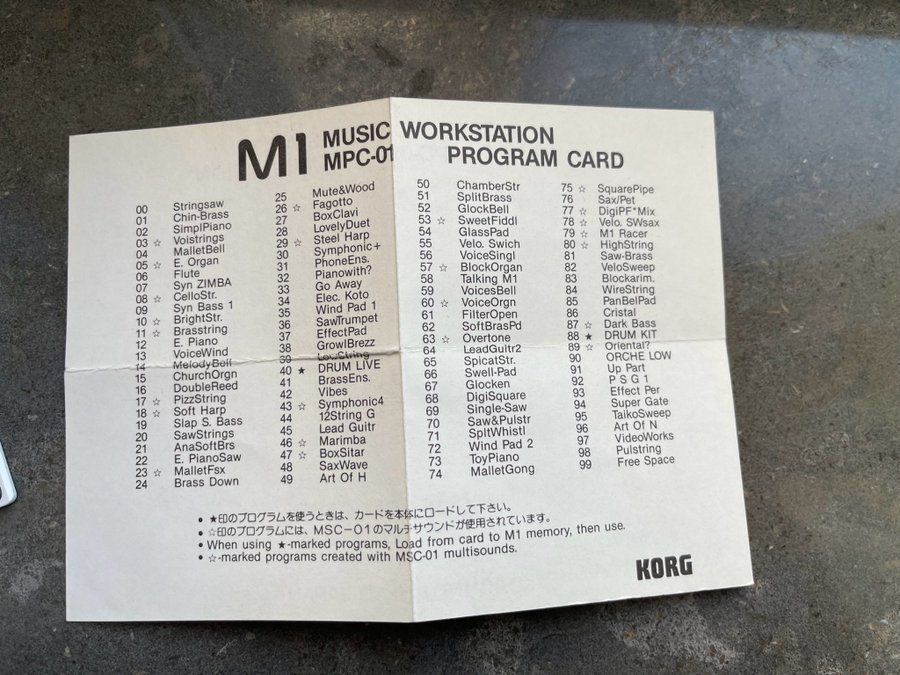 M1 MUSIC WORKSTATION
MPC-01 PROGRAM CARD
00 Stringsaw
01 Chin-Brass
02 SimplPiano
03 ☆ Voistrings
04 MalletBell
05 ☆ E. Organ
06 Flute
07 Syn ZIMBA
08 ☆ CelloStr.
09 Syn Bass 1
10 ☆ BrightStr.
11 ☆ Brasstring
12 E. Piano
13 VoiceWind
14 MelodyBell
15 ChurchOrgn
16 DoubleReed
17 ☆ PizzString
18 ☆ Soft Harp
19 Slap S. Bass
20 SawStrings
21 AnaSoftBrs
22 E. PianoSaw
23 ☆ MalletFsx
24 Brass Down
25 Mute&Wood
26 ☆ Fagotto
27 BoxClavi
28 LovelyDuet
29 ☆ Steel Harp
30 Symphonic+
31 PhoneEns.
32 Pianowith?
33 Go Away
34 Elec. Koto
35 Wind Pad 1
36 SawTrumpet
37 EffectPad
38 GrowlBrezz
39 LowString
40 ★ DRUM LIVE
41 BrassEns.
42 Vibes
43 ☆ Symphonic4
44 12String G
45 Lead Guitr
46 ☆ Marimba
47 ☆ BoxSitar
48 SaxWave
49 Art Of H
50 ChamberStr
51 SplitBrass
52 GlockBell
53 ☆ SweetFiddl
54 GlassPad
55 Velo. Swich
56 VoiceSingl
57 ☆ BlockOrgan
58 Talking M1
59 VoicesBell
60 ☆ VoiceOrgn
61 FilterOpen
62 SoftBrasPd
63 ☆ Overtone
64 LeadGuitr2
65 SpicatStr.
66 Swell-Pad
67 Glocken
68 DigiSquare
69 Single-Saw
70 Saw&Pulstr
71 SpltWhistl
72 Wind Pad 2
73 ToyPiano
74 MalletGong
75 ☆ SquarePipe
76 Sax/Pet
77 ☆ DigiPF*Mix
78 ☆ Velo. SWsax
79 ☆ M1 Racer
80 ☆ HighString
81 Saw-Brass
82 VeloSweep
83 Blockarim.
84 WireString
85 PanBelPad
86 Cristal
87 ☆ Dark Bass
88 ★ DRUM KIT
89 ☆ Oriental?
90 ORCHE LOW
91 Up Part
92 P S G 1
93 Effect Per
94 Super Gate
95 TaikoSweep
96 Art Of N
97 VideoWorks
98 Pulstring
99 Free Space
• ★印のプログラムを使うときは、カードを本体にロードして下さい。
• ☆印のプログラムには、MSC-01のマルチサウンドが使用されています。
• When using ★-marked programs, Load from card to M1 memory, then use.
• ☆-marked programs created with MSC-01 multisounds.
KORG